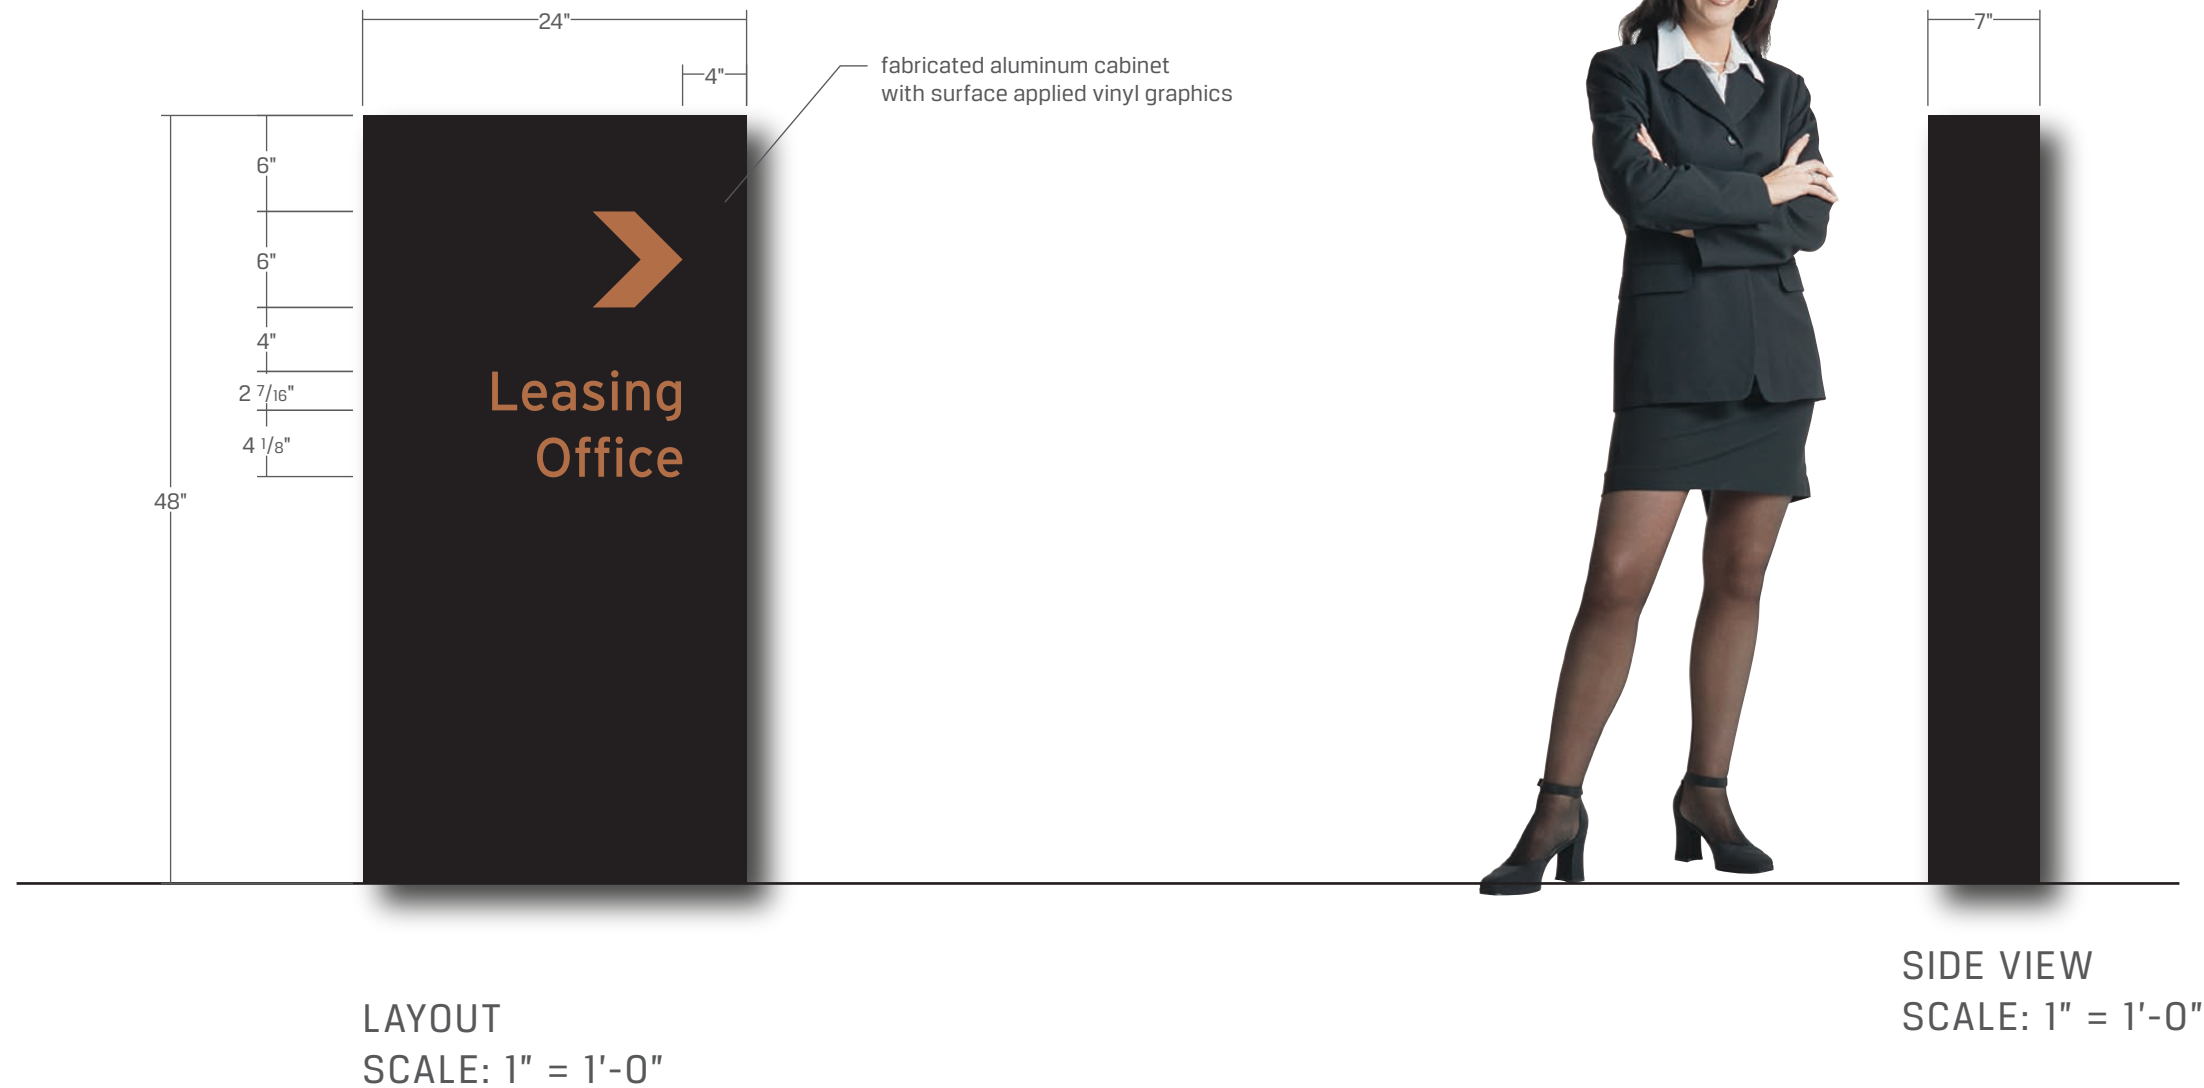 24"
4"
7"
fabricated aluminum cabinet
with surface applied vinyl graphics
6"
6"
4"
2 7/16"
4 1/8"
48"
Leasing
Office
LAYOUT
SCALE: 1" = 1'-0"
SIDE VIEW
SCALE: 1" = 1'-0"